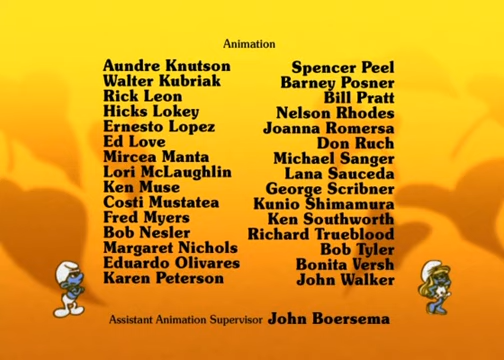 Animation
Aundre Knutson
Walter Kubriak
Rick Leon
Hicks Lokey
Ernesto Lopez
Ed Love
Mircea Manta
Lori McLaughlin
Ken Muse
Costi Mustatea
Fred Myers
Bob Nesler
Margaret Nichols
Eduardo Olivares
Karen Peterson
Spencer Peel
Barney Posner
Bill Pratt
Nelson Rhodes
Joanna Romersa
Don Ruch
Michael Sanger
Lana Sauceda
George Scribner
Kunio Shimamura
Ken Southworth
Richard Trueblood
Bob Tyler
Bonita Versh
John Walker
Assistant Animation Supervisor John Boersema